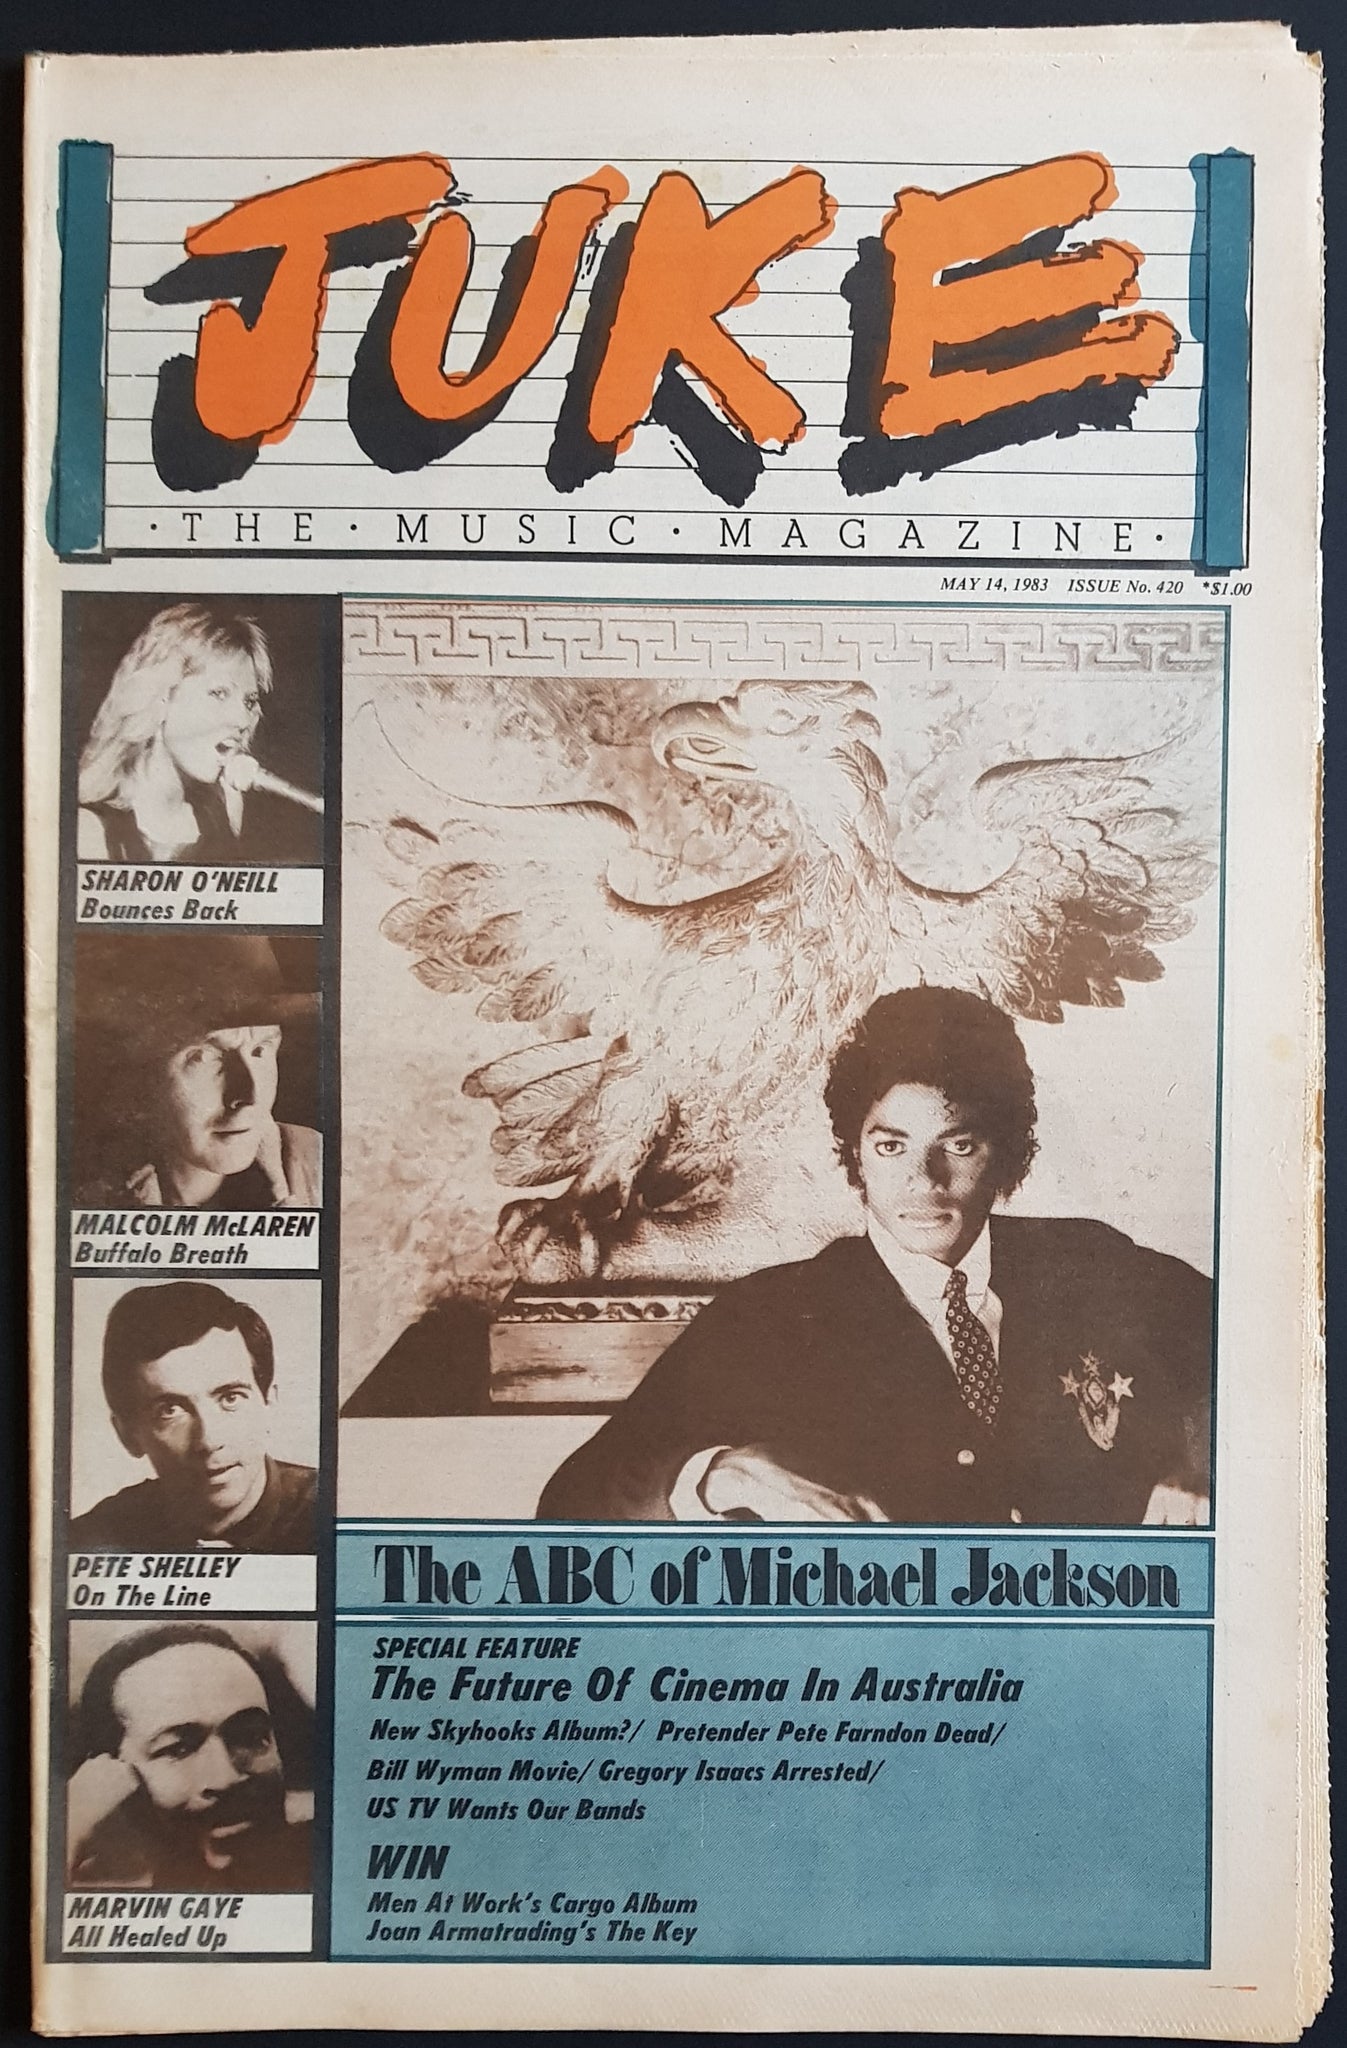 JUKE
·THE·MUSIC·MAGAZINE·
MAY 14, 1983 ISSUE No. 420 *$1.00
SHARON O'NEILL
Bounces Back
MALCOLM McLAREN
Buffalo Breath
PETE SHELLEY
On The Line
MARVIN GAYE
All Healed Up
The ABC of Michael Jackson
SPECIAL FEATURE
The Future Of Cinema In Australia
New Skyhooks Album?/ Pretender Pete Farndon Dead/
Bill Wyman Movie/ Gregory Isaacs Arrested/
US TV Wants Our Bands
WIN
Men At Work's Cargo Album
Joan Armatrading's The Key